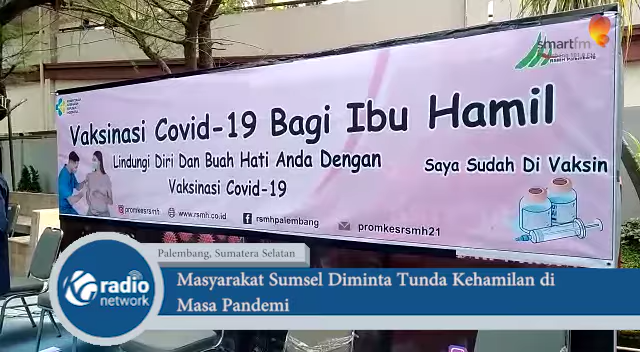 smartfm
Vaksinasi Covid-19 Bagi Ibu Hamil
Lindungi Diri Dan Buah Hati Anda Dengan
Vaksinasi Covid-19
Saya Sudah Di Vaksin
promkesrsmh
www.rsmh.co.id
rsmhpalembang
promkesrsmh21
Palembang, Sumatera Selatan
radio
network
Masyarakat Sumsel Diminta Tunda Kehamilan di
Masa Pandemi